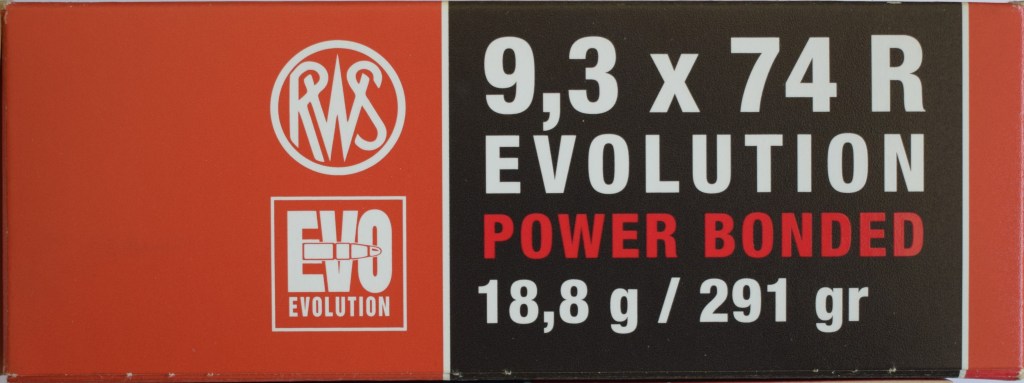 RWS
EVO
EVOLUTION
9,3 x 74 R
EVOLUTION
POWER BONDED
18,8 g / 291 gr